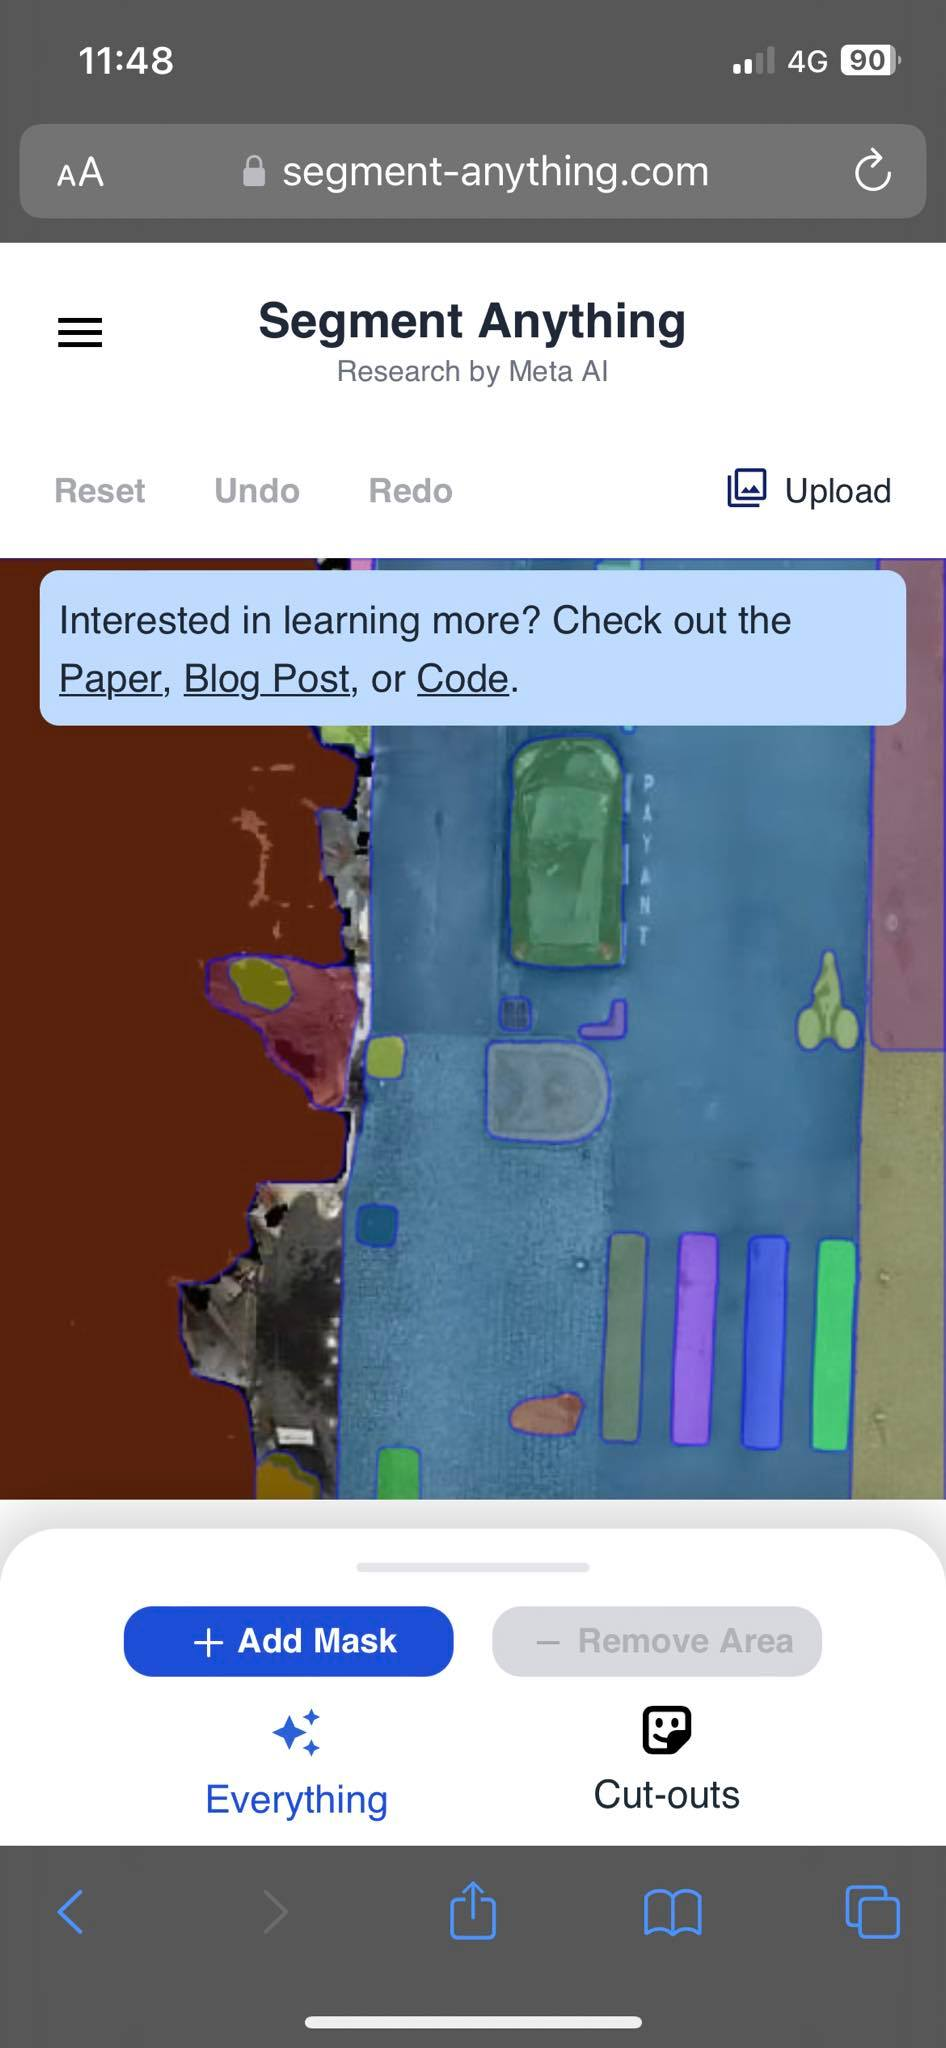 11:48
4G 90
AA segment-anything.com
Segment Anything
Research by Meta AI
Reset Undo Redo Upload
Interested in learning more? Check out the
Paper, Blog Post, or Code.
PAYANT
+ Add Mask
− Remove Area
Everything
Cut-outs